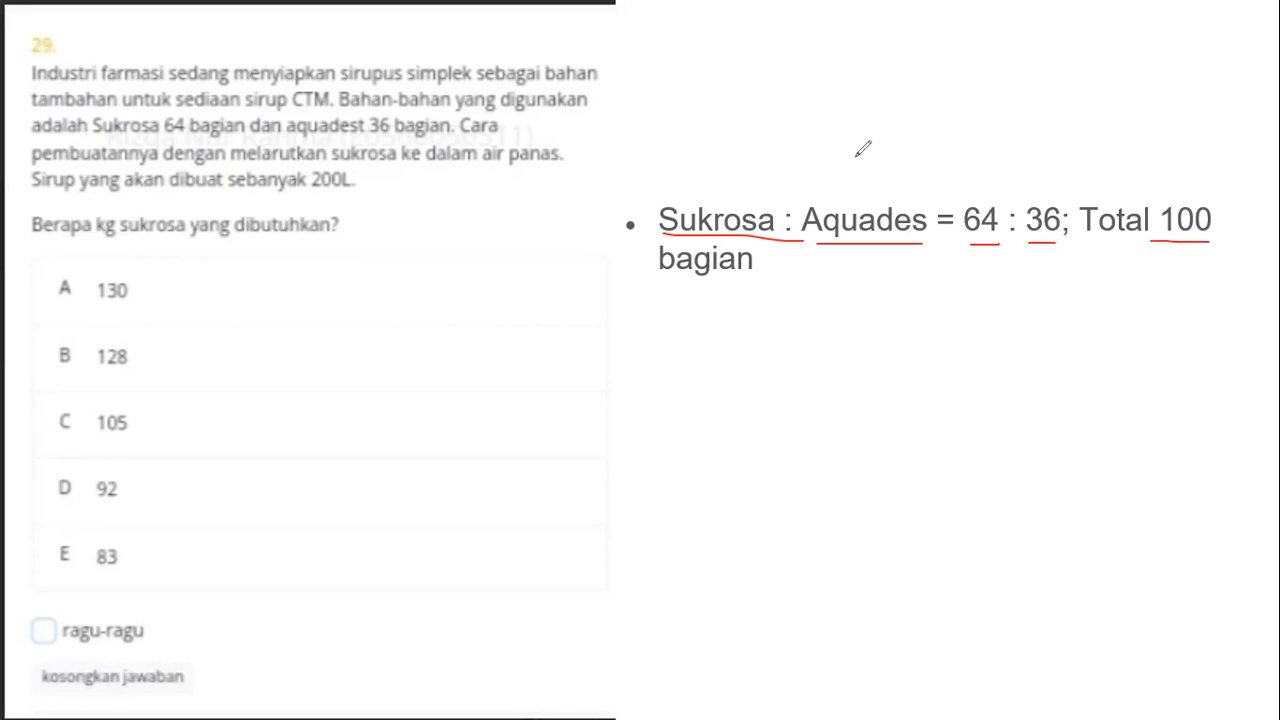 29.
Industri farmasi sedang menyiapkan sirupus simplek sebagai bahan
tambahan untuk sediaan sirup CTM. Bahan-bahan yang digunakan
adalah Sukrosa 64 bagian dan aquadest 36 bagian. Cara
pembuatannya dengan melarutkan sukrosa ke dalam air panas.
Sirup yang akan dibuat sebanyak 200L.
Berapa kg sukrosa yang dibutuhkan?
A 130
B 128
C 105
D 92
E 83
ragu-ragu
kosongkan jawaban
• Sukrosa : Aquades = 64 : 36; Total 100
bagian